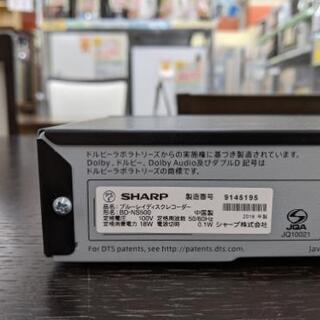 ドルビーラボラトリーズからの実施権に基づき製造されています。
Dolby、ドルビー、Dolby Audio及びダブルD 記号は
ドルビーラボラトリーズの商標です。
SHARP 製造番号 9145195
品名:ブルーレイディスクレコーダー
形名:BD-NS500 中国製 2016 年製
定格電圧 100V 定格周波数 50/60Hz
定格消費電力 18W 電源切時 0.1W シャープ株式会社
JQA
JQ10021
For DTS patents, see http://patents.dts.com. Manu
Jav